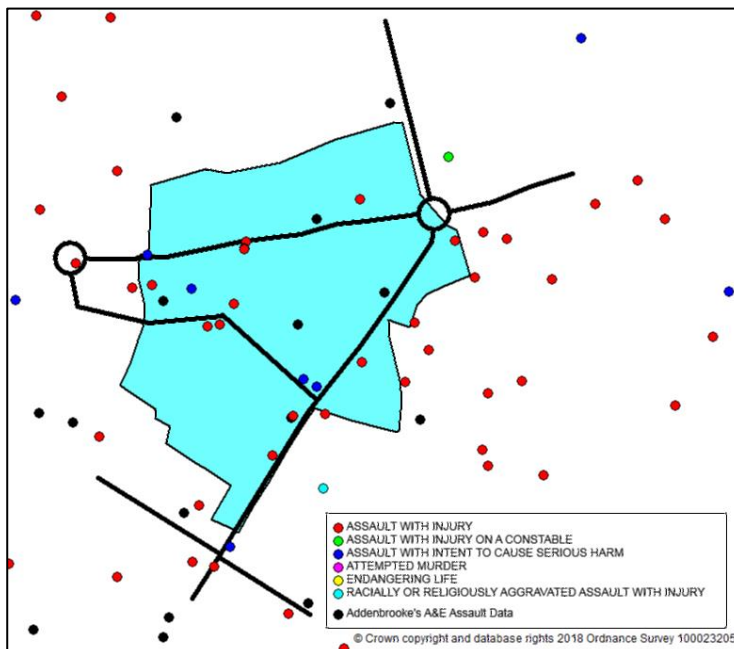 ASSAULT WITH INJURY
ASSAULT WITH INJURY ON A CONSTABLE
ASSAULT WITH INTENT TO CAUSE SERIOUS HARM
ATTEMPTED MURDER
ENDANGERING LIFE
RACIALLY OR RELIGIOUSLY AGGRAVATED ASSAULT WITH INJURY
Addenbrooke's A&E Assault Data
© Crown copyright and database rights 2018 Ordnance Survey 100023205